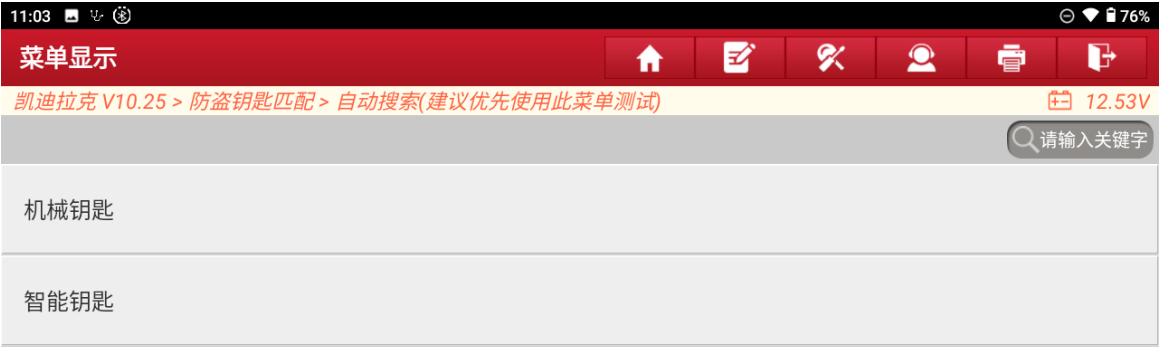 11:03 76%
菜单显示
凯迪拉克 V10.25 > 防盗钥匙匹配 > 自动搜索(建议优先使用此菜单测试) 12.53V
请输入关键字
机械钥匙
智能钥匙